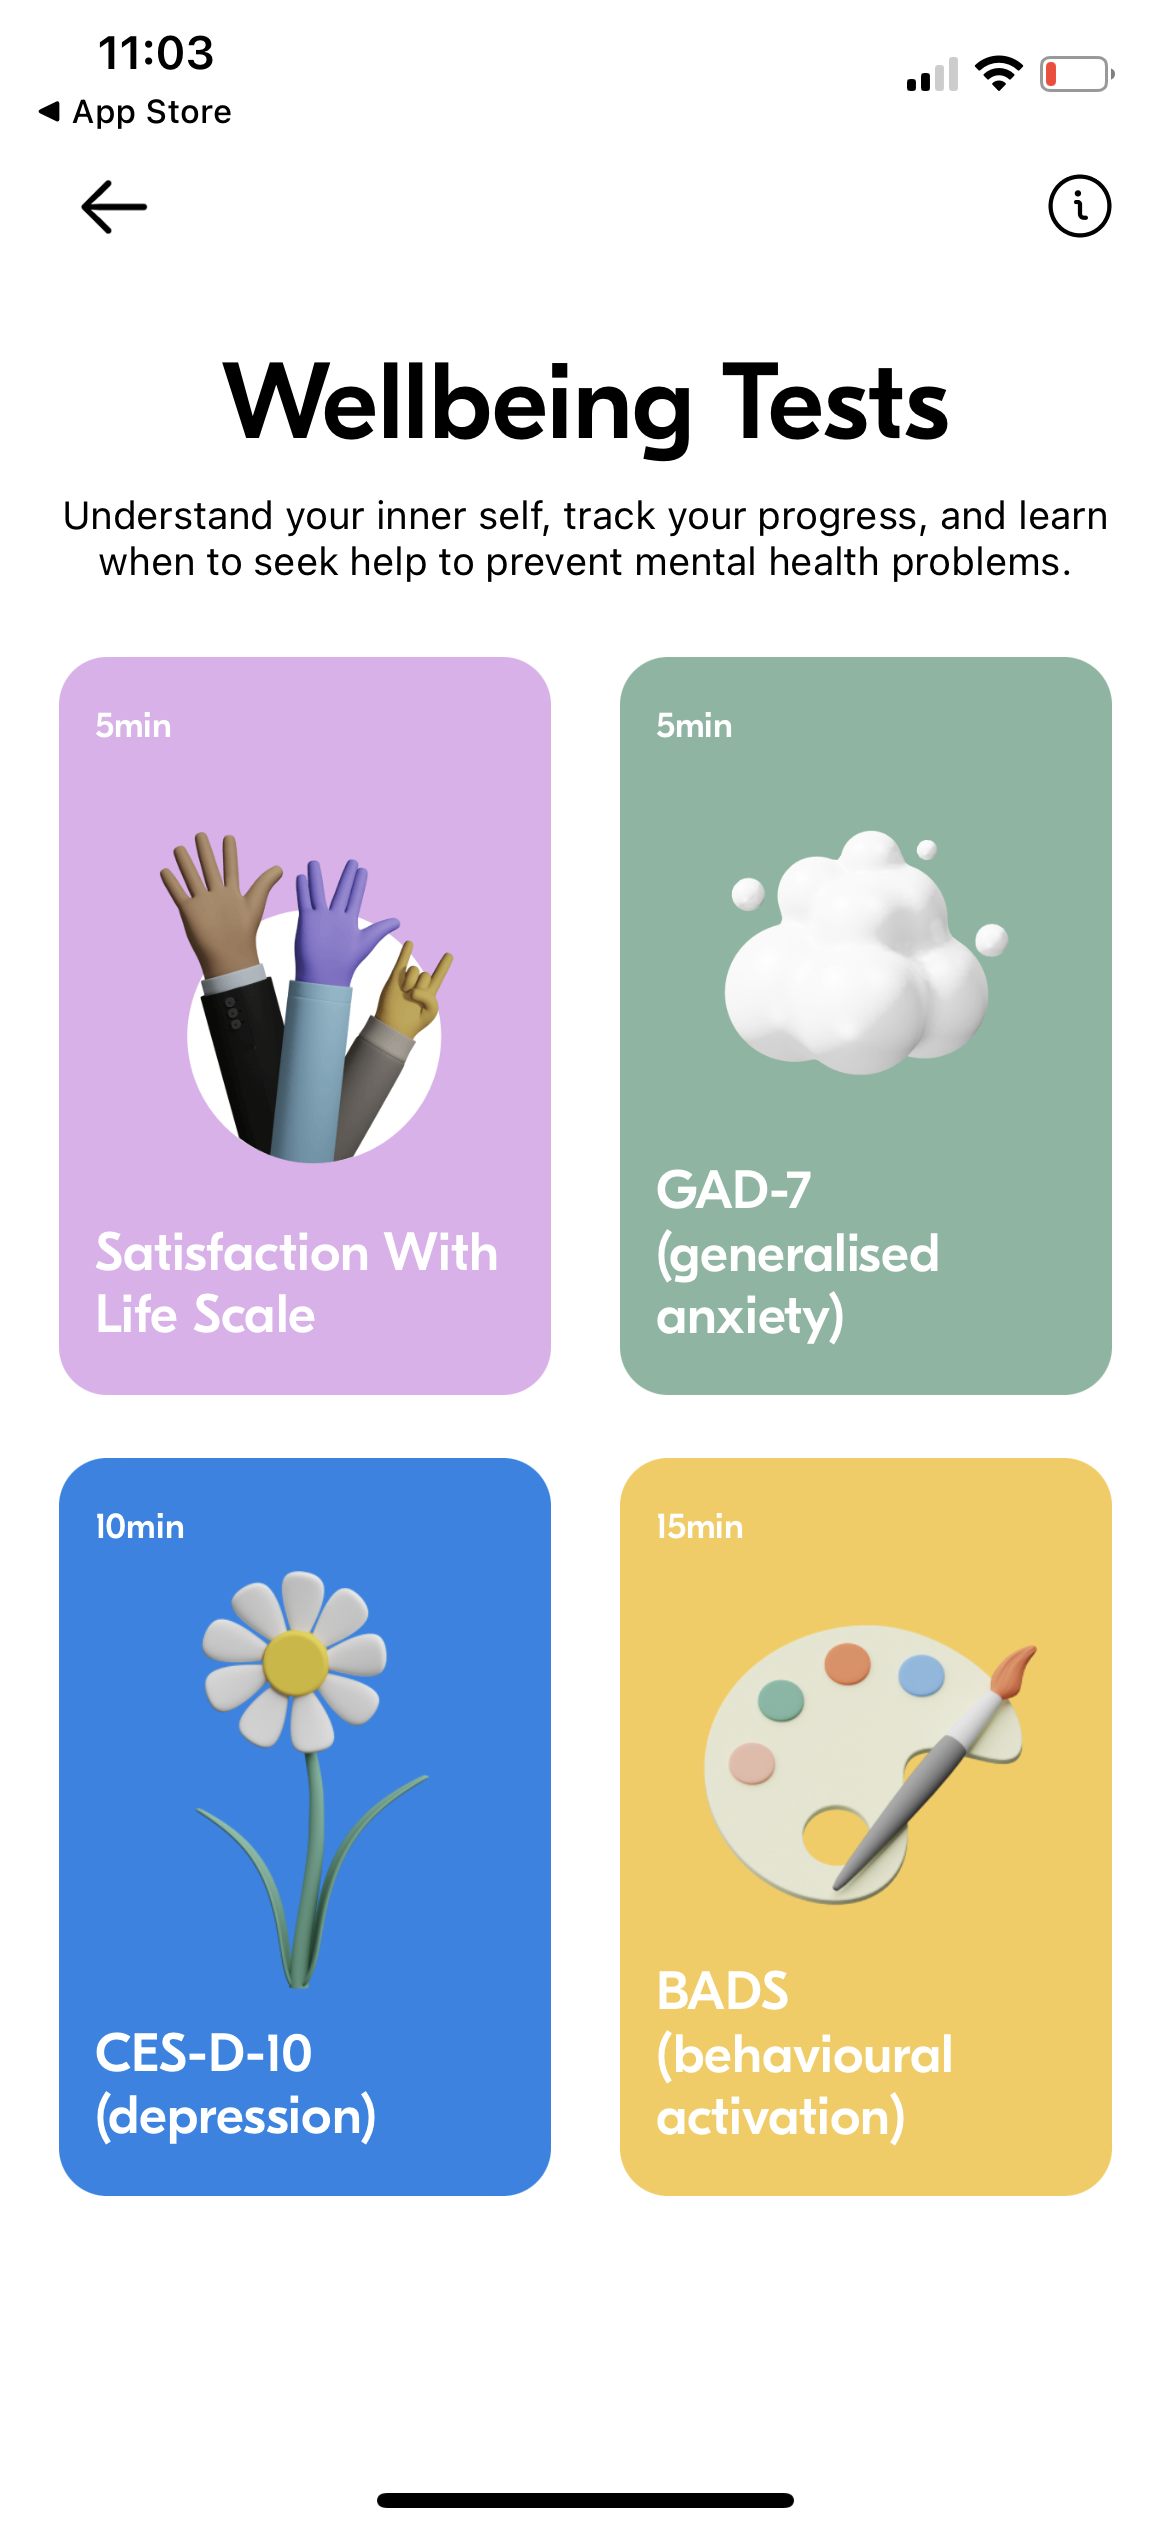 11:03
◀ App Store
Wellbeing Tests
Understand your inner self, track your progress, and learn
when to seek help to prevent mental health problems.
5min
Satisfaction With
Life Scale
5min
GAD-7
(generalised
anxiety)
10min
CES-D-10
(depression)
15min
BADS
(behavioural
activation)